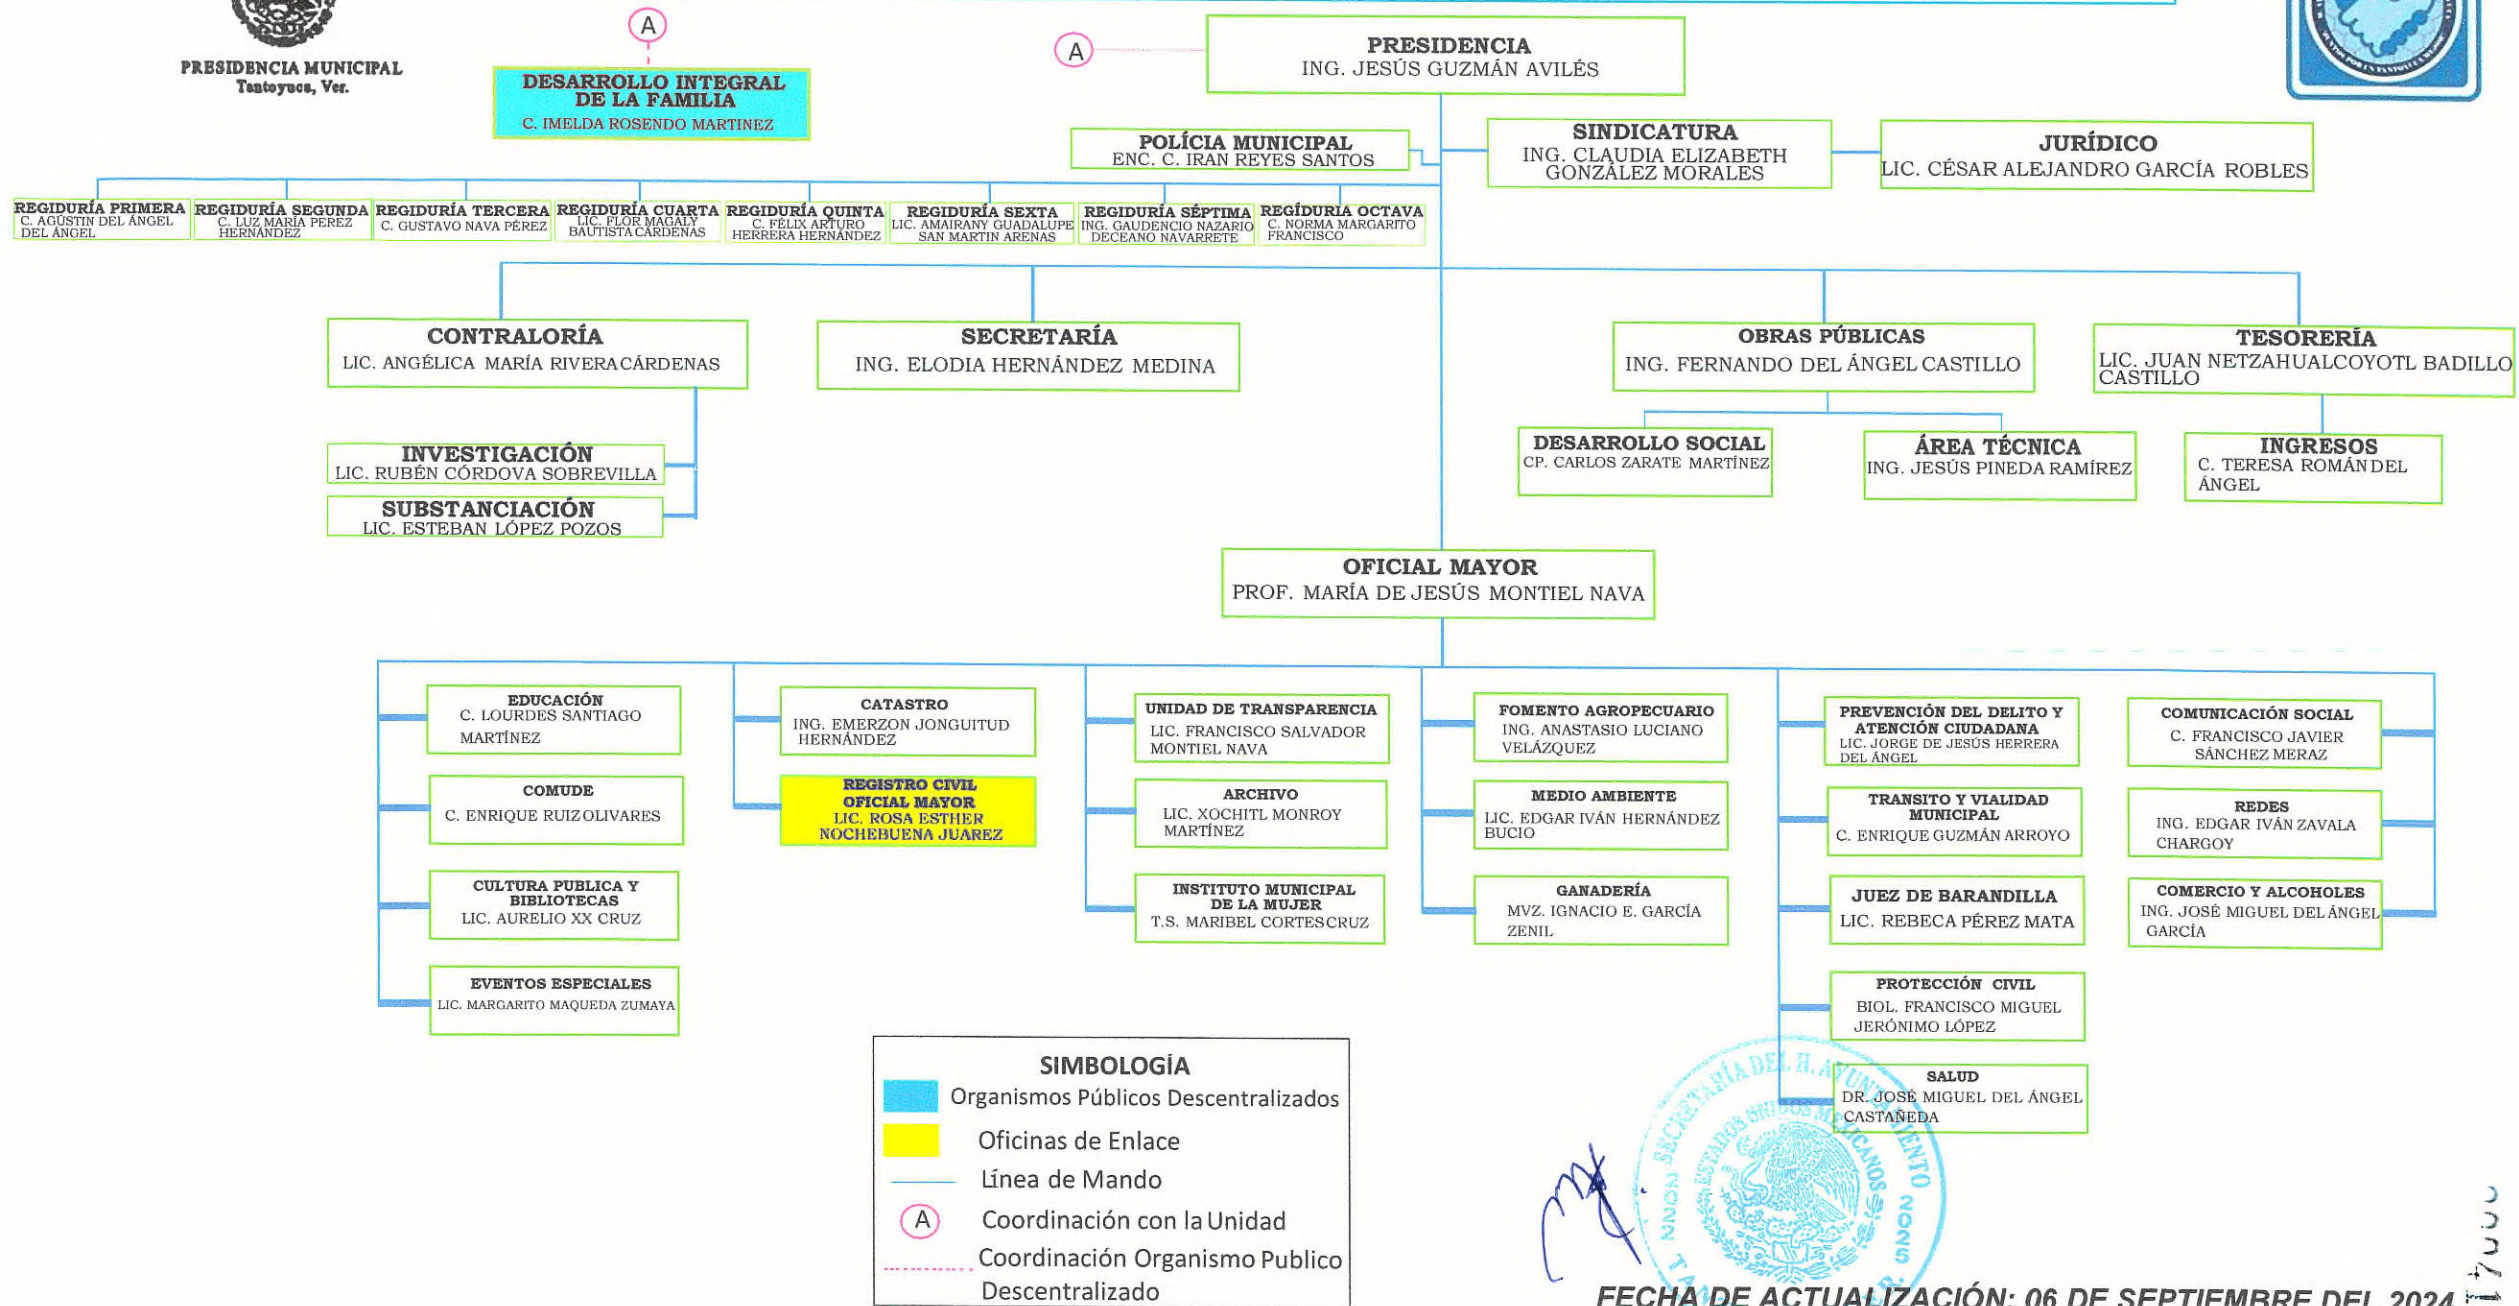 PRESIDENCIA MUNICIPAL
Tantoyuca, Ver.
A
DESARROLLO INTEGRAL
DE LA FAMILIA
C. IMELDA ROSENDO MARTINEZ
A
PRESIDENCIA
ING. JESÚS GUZMÁN AVILÉS
POLÍCIA MUNICIPAL
ENC. C. IRAN REYES SANTOS
SINDICATURA
ING. CLAUDIA ELIZABETH
GONZÁLEZ MORALES
JURÍDICO
LIC. CÉSAR ALEJANDRO GARCÍA ROBLES
REGIDURÍA PRIMERA
C. AGÚSTIN DEL ÁNGEL
DEL ÁNGEL
REGIDURÍA SEGUNDA
C. LUZ MARÍA PEREZ
HERNÁNDEZ
REGIDURÍA TERCERA
C. GUSTAVO NAVA PÉREZ
REGIDURÍA CUARTA
LIC. FLOR MAGALY
BAUTISTA CÁRDENAS
REGIDURÍA QUINTA
C. FÉLIX ARTURO
HERRERA HERNÁNDEZ
REGIDURÍA SEXTA
LIC. AMAIRANY GUADALUPE
SAN MARTIN ARENAS
REGIDURÍA SÉPTIMA
ING. GAUDENCIO NAZARIO
DECEANO NAVARRETE
REGÍDURIA OCTAVA
C. NORMA MARGARITO
FRANCISCO
CONTRALORÍA
LIC. ANGÉLICA MARÍA RIVERA CÁRDENAS
SECRETARÍA
ING. ELODIA HERNÁNDEZ MEDINA
OBRAS PÚBLICAS
ING. FERNANDO DEL ÁNGEL CASTILLO
TESORERÍA
LIC. JUAN NETZAHUALCOYOTL BADILLO
CASTILLO
INVESTIGACIÓN
LIC. RUBÉN CÓRDOVA SOBREVILLA
SUBSTANCIACIÓN
LIC. ESTEBAN LÓPEZ POZOS
DESARROLLO SOCIAL
CP. CARLOS ZARATE MARTÍNEZ
ÁREA TÉCNICA
ING. JESÚS PINEDA RAMÍREZ
INGRESOS
C. TERESA ROMÁN DEL
ÁNGEL
OFICIAL MAYOR
PROF. MARÍA DE JESÚS MONTIEL NAVA
EDUCACIÓN
C. LOURDES SANTIAGO
MARTÍNEZ
COMUDE
C. ENRIQUE RUIZ OLIVARES
CULTURA PUBLICA Y
BIBLIOTECAS
LIC. AURELIO XX CRUZ
EVENTOS ESPECIALES
LIC. MARGARITO MAQUEDA ZUMAYA
CATASTRO
ING. EMERZON JONGUITUD
HERNÁNDEZ
REGISTRO CIVIL
OFICIAL MAYOR
LIC. ROSA ESTHER
NOCHEBUENA JUAREZ
UNIDAD DE TRANSPARENCIA
LIC. FRANCISCO SALVADOR
MONTIEL NAVA
ARCHIVO
LIC. XOCHITL MONROY
MARTÍNEZ
INSTITUTO MUNICIPAL
DE LA MUJER
T.S. MARIBEL CORTES CRUZ
FOMENTO AGROPECUARIO
ING. ANASTASIO LUCIANO
VELÁZQUEZ
MEDIO AMBIENTE
LIC. EDGAR IVÁN HERNÁNDEZ
BUCIO
GANADERÍA
MVZ. IGNACIO E. GARCÍA
ZENIL
PREVENCIÓN DEL DELITO Y
ATENCIÓN CIUDADANA
LIC. JORGE DE JESÚS HERRERA
DEL ÁNGEL
TRANSITO Y VIALIDAD
MUNICIPAL
C. ENRIQUE GUZMÁN ARROYO
JUEZ DE BARANDILLA
LIC. REBECA PÉREZ MATA
PROTECCIÓN CIVIL
BIOL. FRANCISCO MIGUEL
JERÓNIMO LÓPEZ
SALUD
DR. JOSÉ MIGUEL DEL ÁNGEL
CASTAÑEDA
COMUNICACIÓN SOCIAL
C. FRANCISCO JAVIER
SÁNCHEZ MERAZ
REDES
ING. EDGAR IVÁN ZAVALA
CHARGOY
COMERCIO Y ALCOHOLES
ING. JOSÉ MIGUEL DEL ÁNGEL
GARCÍA
SIMBOLOGÍA
Organismos Públicos Descentralizados
Oficinas de Enlace
Línea de Mando
A Coordinación con la Unidad
Coordinación Organismo Publico
Descentralizado
SECRETARÍA DEL H. AYUNTAMIENTO
ESTADOS UNIDOS MEXICANOS
2025
FECHA DE ACTUALIZACIÓN: 06 DE SEPTIEMBRE DEL 2024